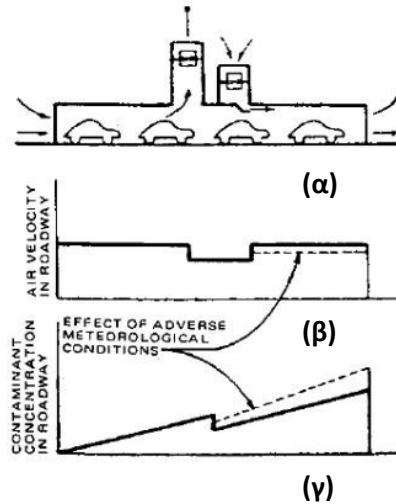 (α)
AIR VELOCITY
IN ROADWAY
EFFECT OF ADVERSE
METEOROLOGICAL
CONDITIONS
(β)
CONTAMINANT
CONCENTRATION
IN ROADWAY
(γ)